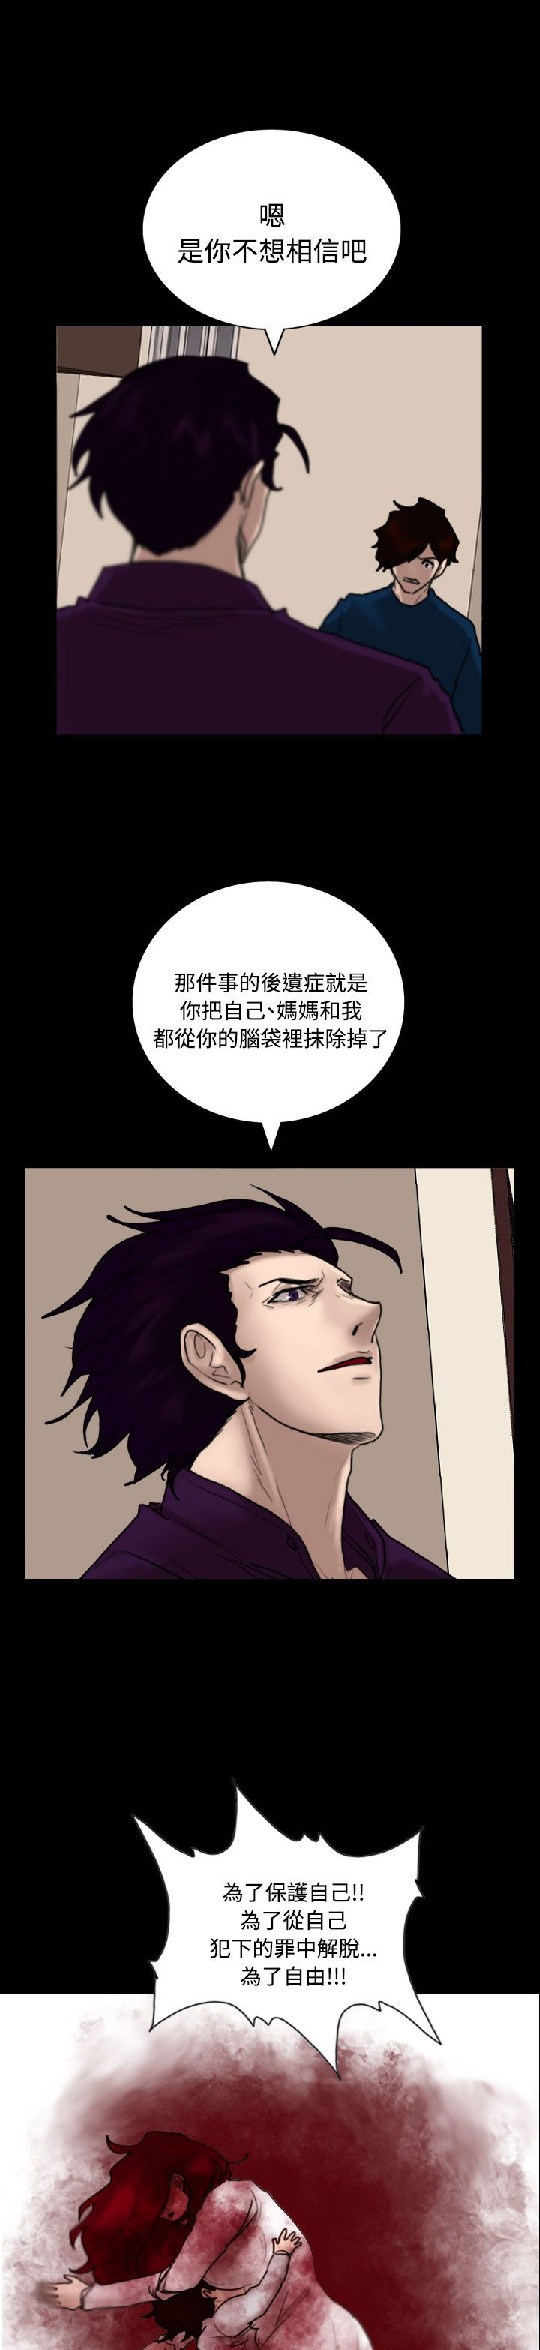 嗯
是你不想相信吧
那件事的後遺症就是
你把自己、媽媽和我
都從你的腦袋裡抹除掉了
為了保護自己!!
為了從自己
犯下的罪中解脫...
為了自由!!!